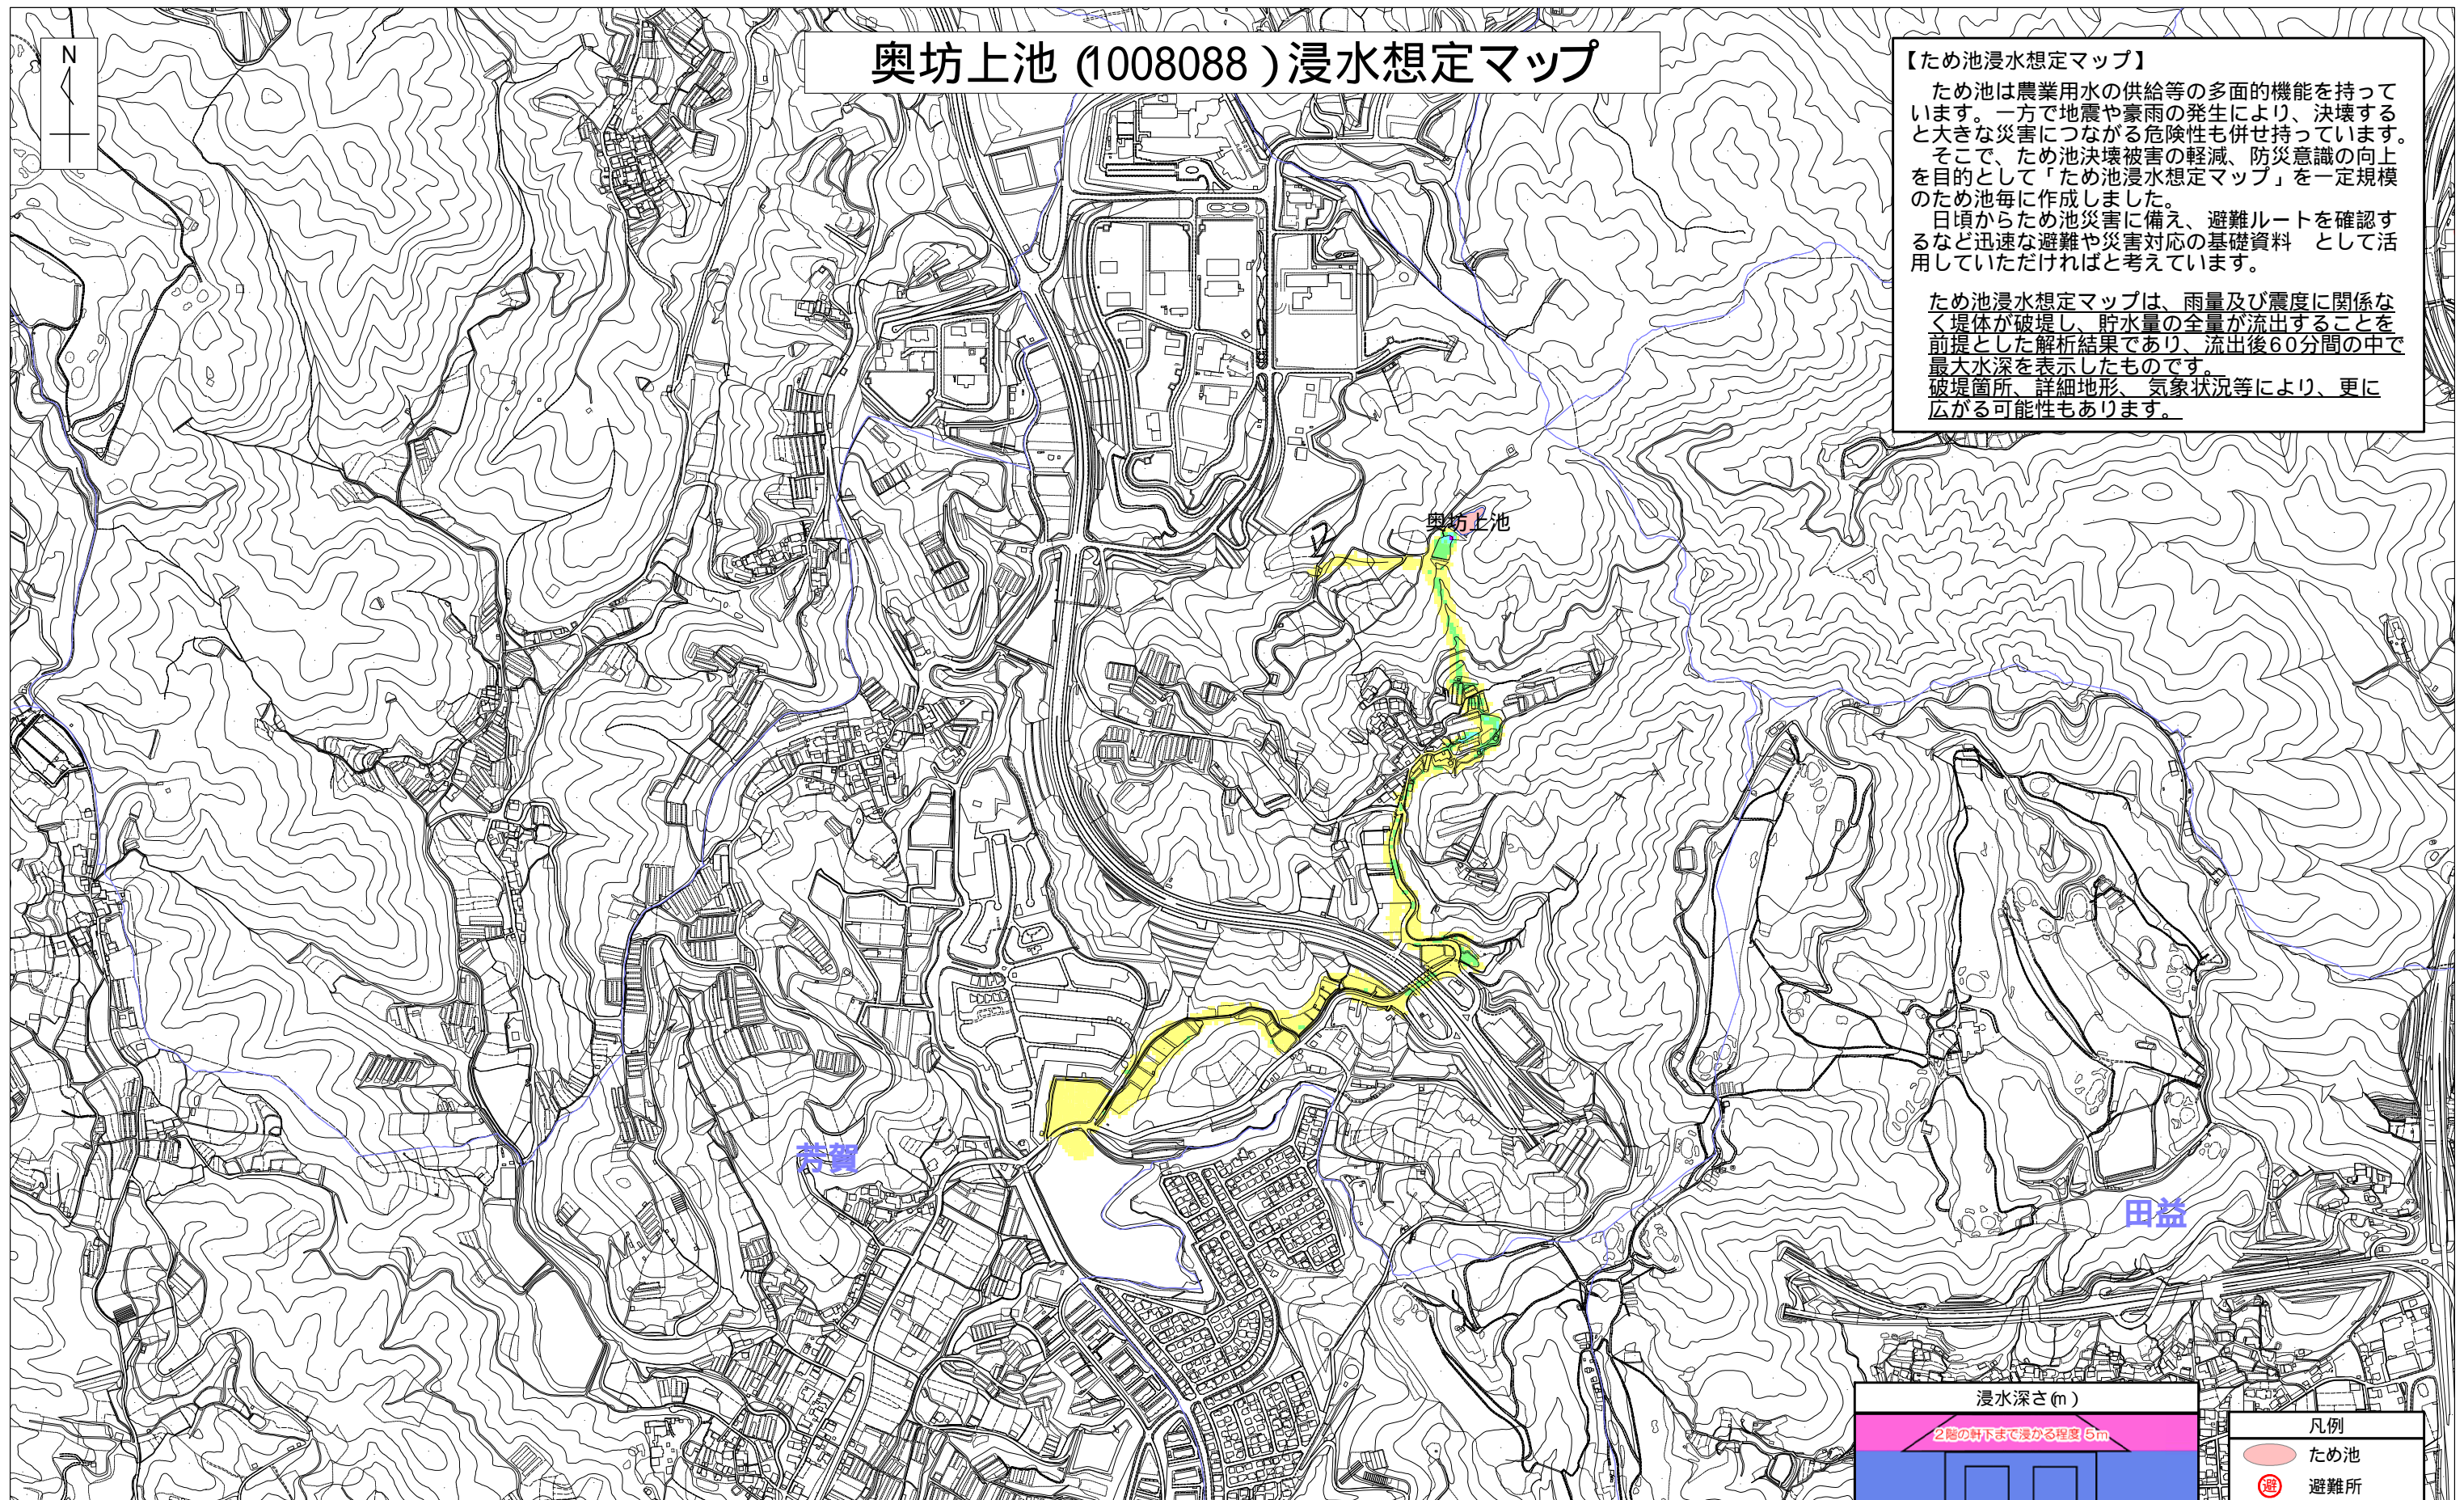 N
奥坊上池 (1008088 ) 浸水想定マップ
【ため池浸水想定マップ】
ため池は農業用水の供給等の多面的機能を持って
います。一方で地震や豪雨の発生により、決壊する
と大きな災害につながる危険性も併せ持っています。
そこで、ため池決壊被害の軽減、防災意識の向上
を目的として「ため池浸水想定マップ」を一定規模
のため池毎に作成しました。
日頃からため池災害に備え、避難ルートを確認す
るなど迅速な避難や災害対応の基礎資料　として活
用していただければと考えています。
ため池浸水想定マップは、雨量及び震度に関係な
く堤体が破堤し、貯水量の全量が流出することを
前提とした解析結果であり、流出後60分間の中で
最大水深を表示したものです。
破堤箇所、詳細地形、 気象状況等により、更に
広がる可能性もあります。
奥坊上池
芳賀
田益
浸水深さ(m )
2階の軒下まで浸かる程度 5m
凡例
ため池
避 避難所